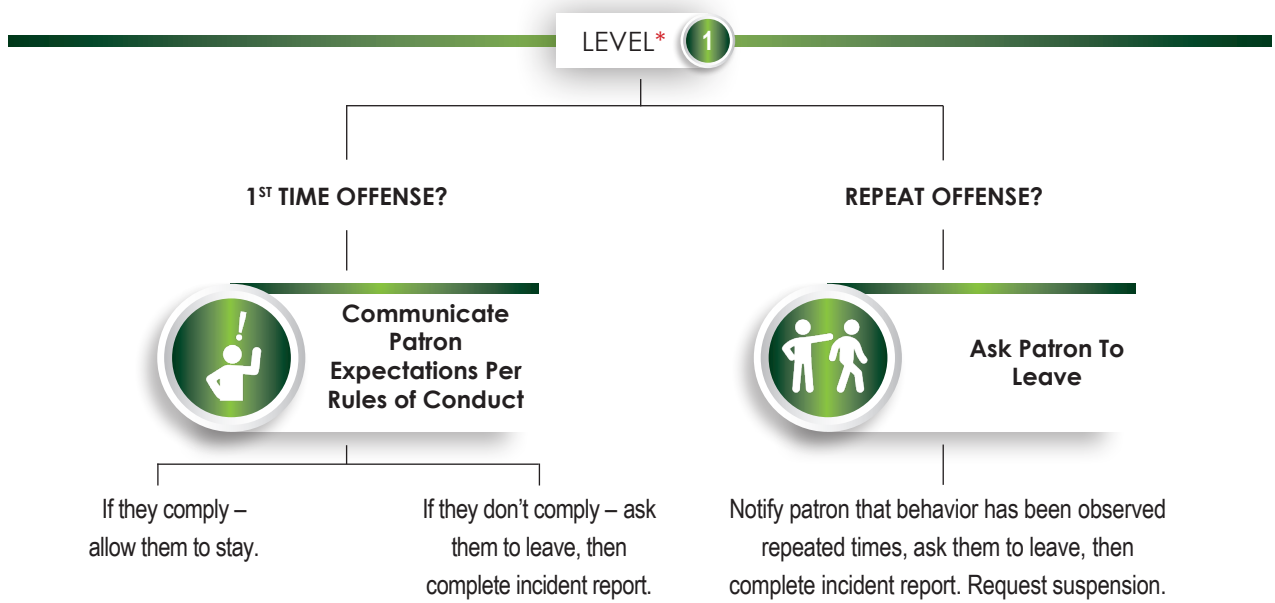 LEVEL* 1
1ST TIME OFFENSE?
REPEAT OFFENSE?
!
Communicate
Patron
Expectations Per
Rules of Conduct
Ask Patron To
Leave
If they comply –
allow them to stay.
If they don’t comply – ask
them to leave, then
complete incident report.
Notify patron that behavior has been observed
repeated times, ask them to leave, then
complete incident report. Request suspension.